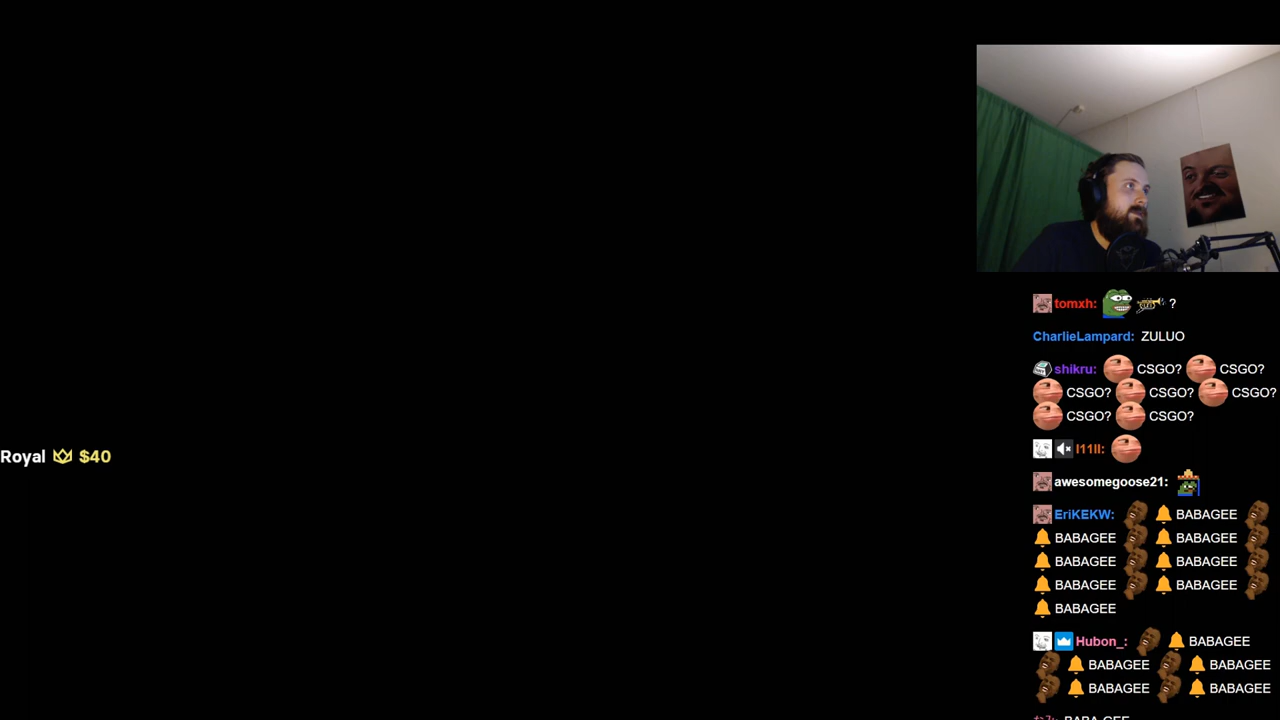 tomxh: ?
CharlieLampard: ZULUO
shikru: CSGO? CSGO?
CSGO? CSGO? CSGO?
CSGO? CSGO?
Royal $40
l11ll:
awesomegoose21:
EriKEKW: BABAGEE
BABAGEE BABAGEE
BABAGEE BABAGEE
BABAGEE BABAGEE
BABAGEE
Hubon_: BABAGEE
BABAGEE BABAGEE
BABAGEE BABAGEE